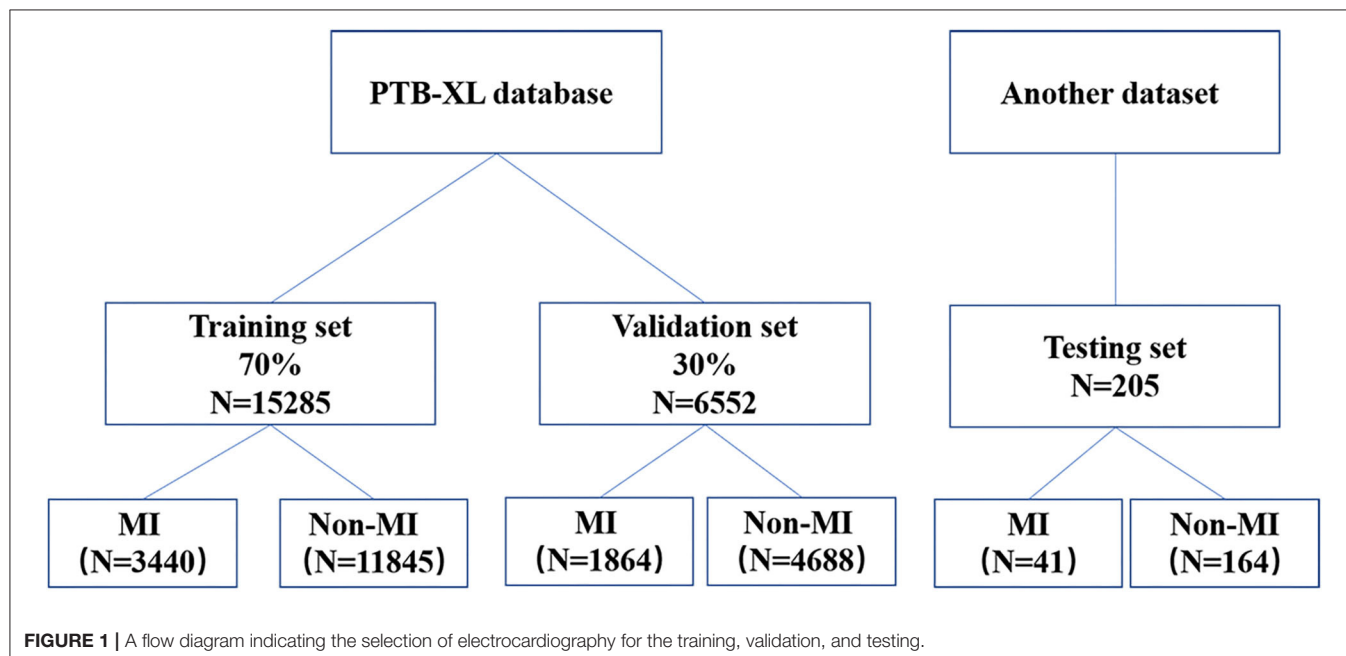 PTB-XL database
Another dataset
Training set
70%
N=15285
Validation set
30%
N=6552
Testing set
N=205
MI
(N=3440)
Non-MI
(N=11845)
MI
(N=1864)
Non-MI
(N=4688)
MI
(N=41)
Non-MI
(N=164)
FIGURE 1 | A flow diagram indicating the selection of electrocardiography for the training, validation, and testing.